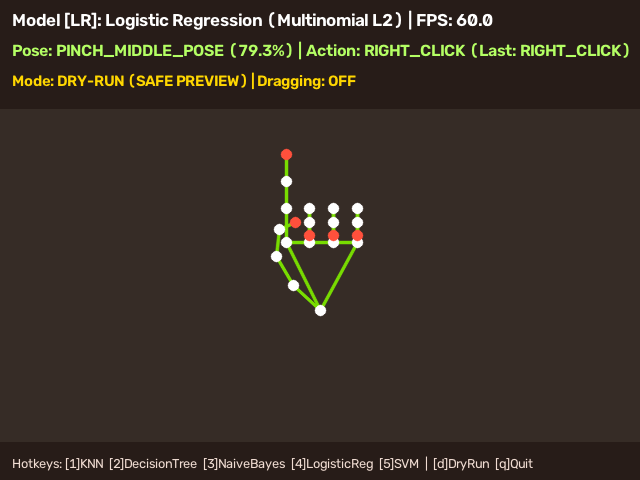 Model [LR]: Logistic Regression (Multinomial L2) | FPS: 60.0
Pose: PINCH_MIDDLE_POSE (79.3%) | Action: RIGHT_CLICK (Last: RIGHT_CLICK)
Mode: DRY-RUN (SAFE PREVIEW) | Dragging: OFF
Hotkeys: [1]KNN [2]DecisionTree [3]NaiveBayes [4]LogisticReg [5]SVM | [d]DryRun [q]Quit